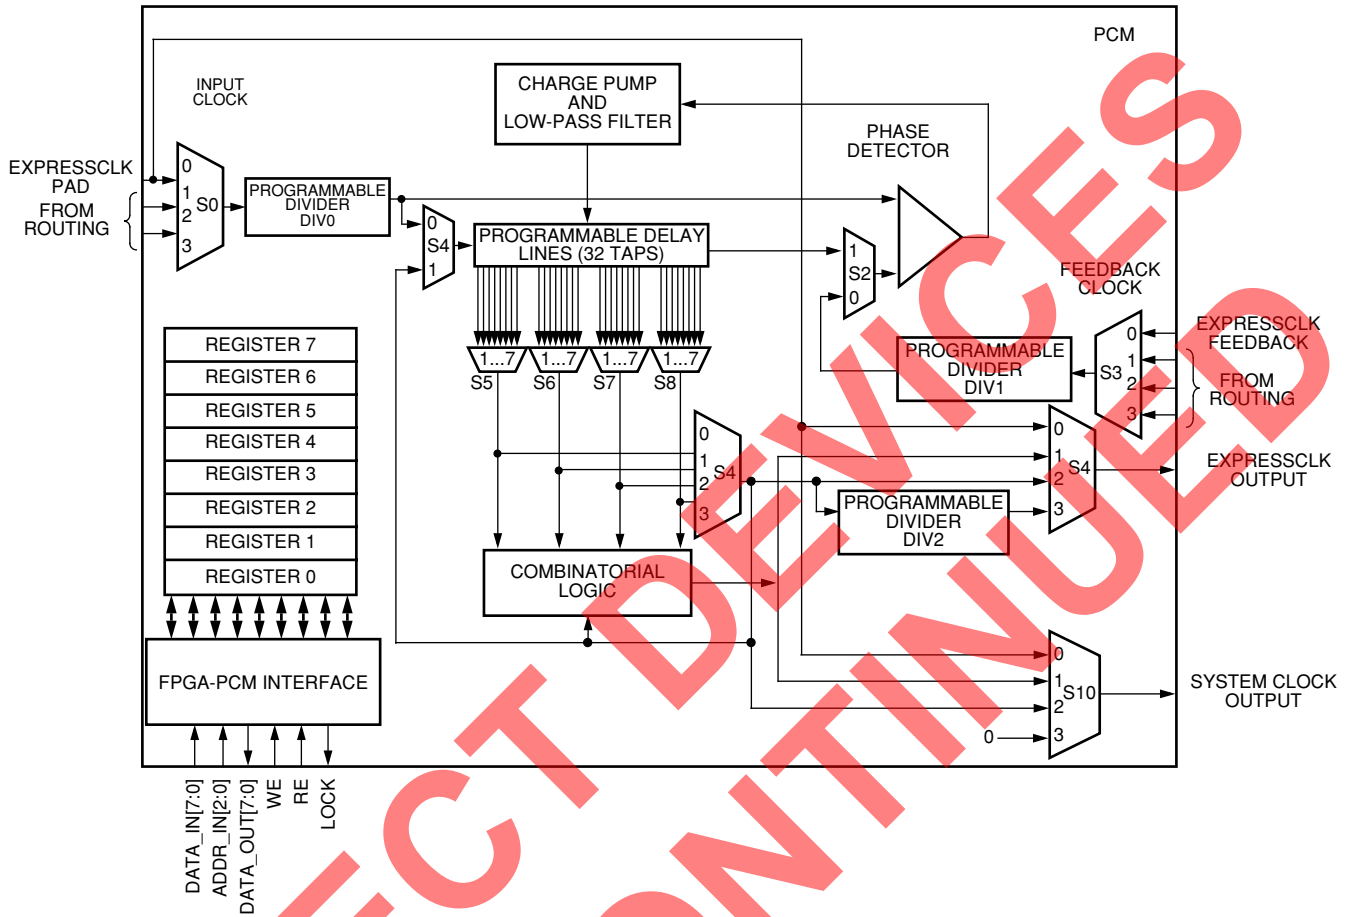 PCM
INPUT
CLOCK
CHARGE PUMP
AND
LOW-PASS FILTER
PHASE
DETECTOR
EXPRESSCLK
PAD
FROM
ROUTING
0
1
2
3
S0
PROGRAMMABLE
DIVIDER
DIV0
0
S4
1
PROGRAMMABLE DELAY
LINES (32 TAPS)
1
S2
0
FEEDBACK
CLOCK
REGISTER 7
REGISTER 6
REGISTER 5
REGISTER 4
REGISTER 3
REGISTER 2
REGISTER 1
REGISTER 0
1...7
1...7
1...7
1...7
S5
S6
S7
S8
PROGRAMMABLE
DIVIDER
DIV1
0
1
S3
2
3
EXPRESSCLK
FEEDBACK
FROM
ROUTING
0
1
S4
2
3
0
1
S4
2
3
EXPRESSCLK
OUTPUT
PROGRAMMABLE
DIVIDER
DIV2
COMBINATORIAL
LOGIC
FPGA-PCM INTERFACE
0
1
S10
2
3
0
SYSTEM CLOCK
OUTPUT
DATA_IN[7:0]
ADDR_IN[2:0]
DATA_OUT[7:0]
WE
RE
LOCK
ECT DEVICES
ONTINUED